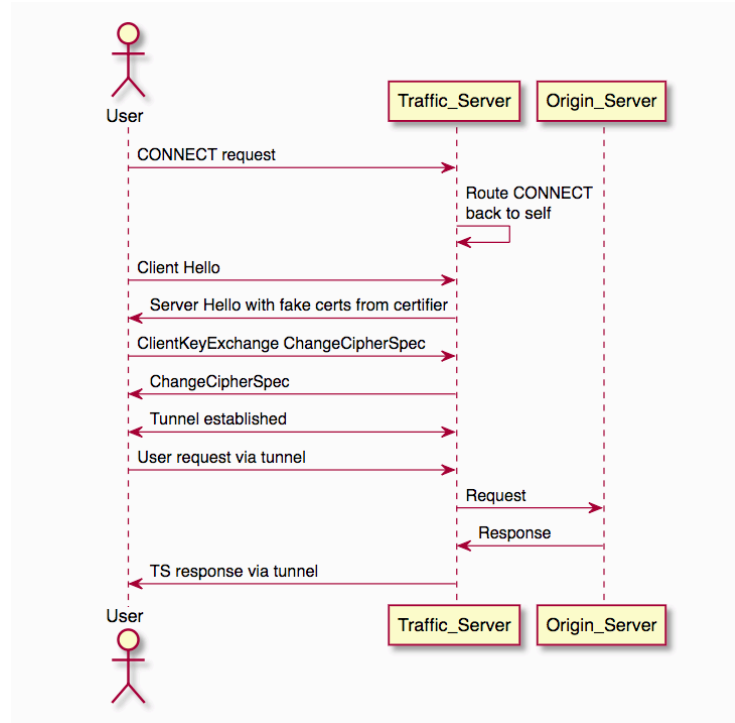 User
Traffic_Server
Origin_Server
CONNECT request
Route CONNECT
back to self
Client Hello
Server Hello with fake certs from certifier
ClientKeyExchange ChangeCipherSpec
ChangeCipherSpec
Tunnel established
User request via tunnel
Request
Response
TS response via tunnel
User
Traffic_Server
Origin_Server